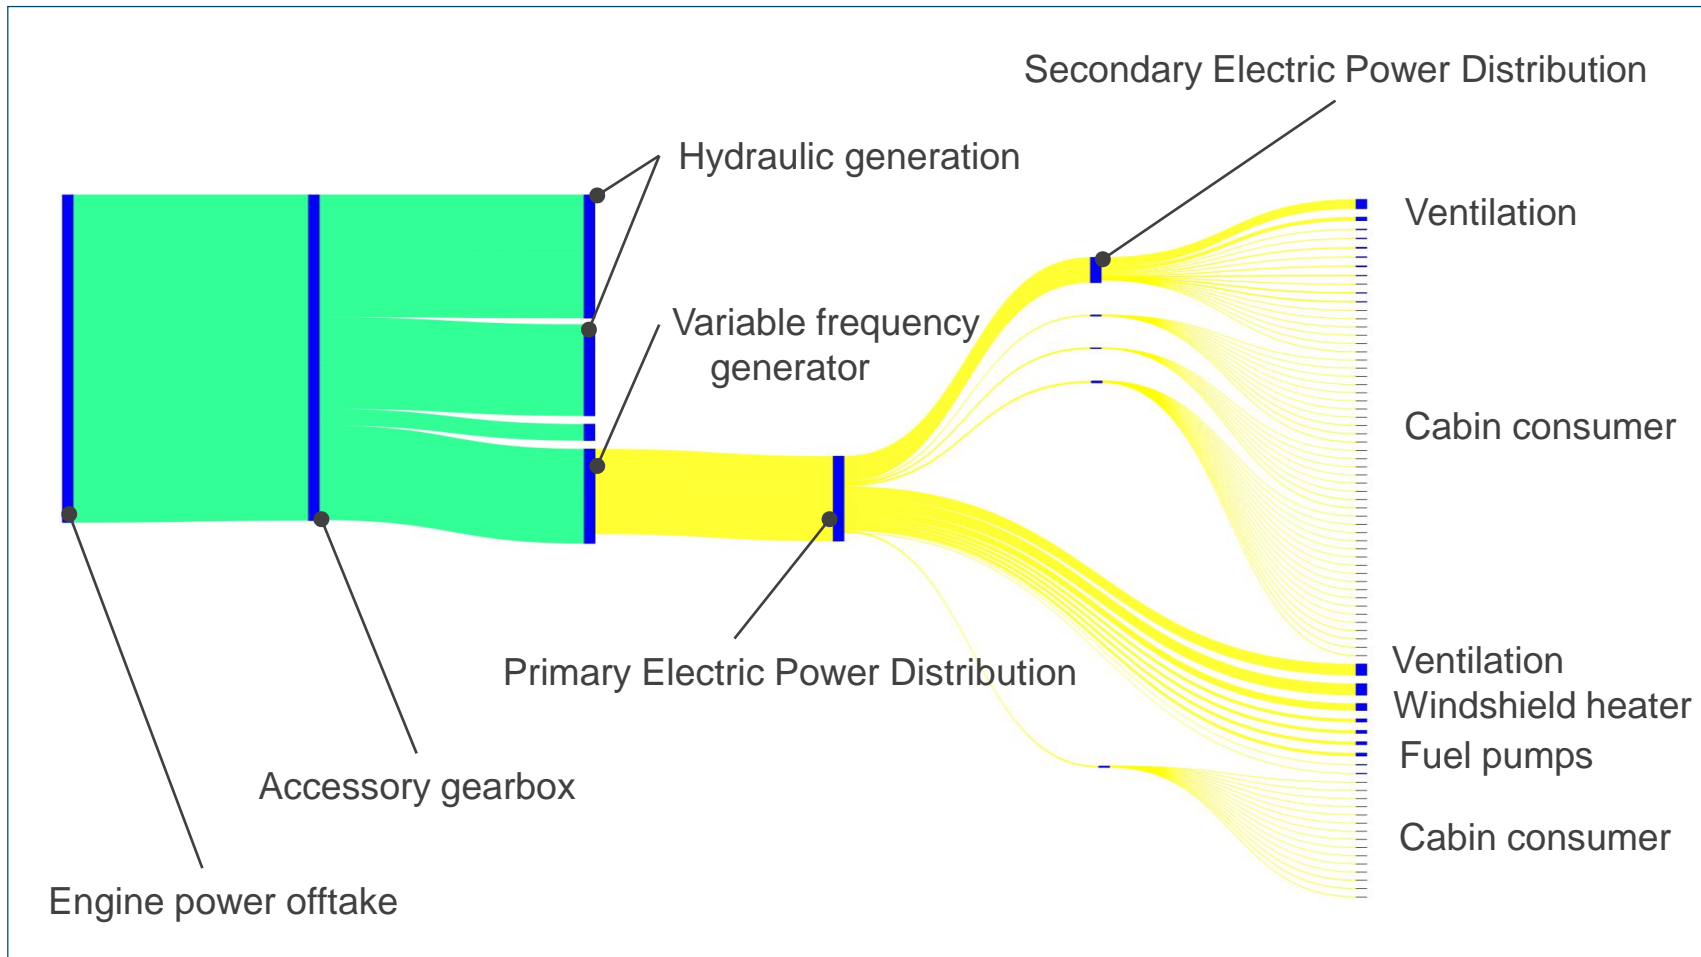 Secondary Electric Power Distribution
Hydraulic generation
Ventilation
Variable frequency
generator
Cabin consumer
Primary Electric Power Distribution
Ventilation
Windshield heater
Fuel pumps
Accessory gearbox
Cabin consumer
Engine power offtake